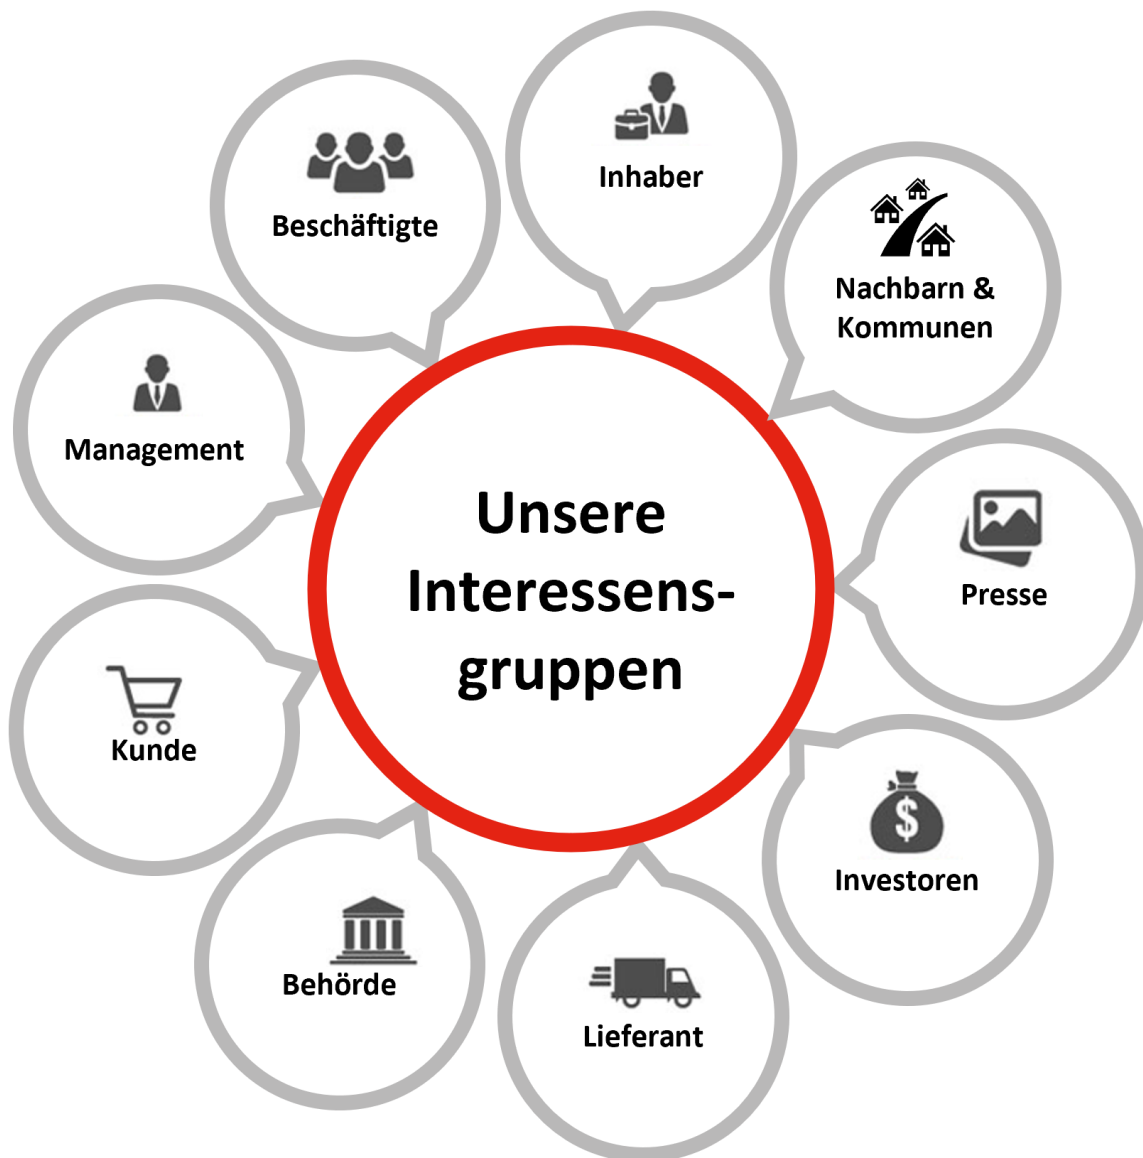 Inhaber
Beschäftigte
Nachbarn &
Kommunen
Management
Unsere
Interessens-
gruppen
Presse
Kunde
Investoren
Behörde
Lieferant
$